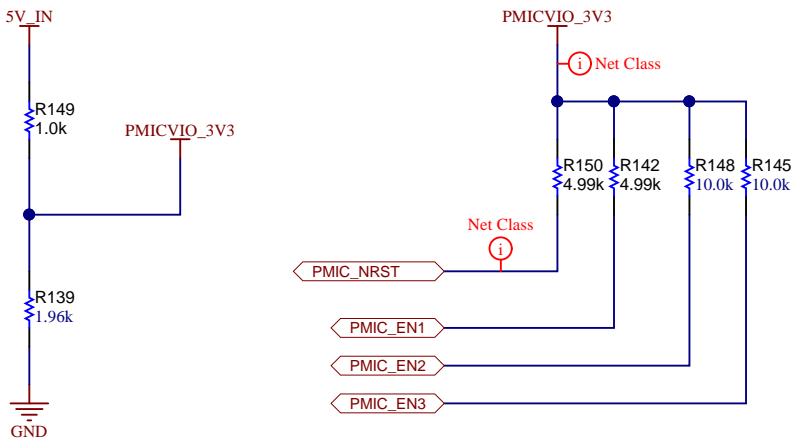 5V_IN
R149
1.0k
PMICVIO_3V3
R139
1.96k
GND
PMICVIO_3V3
i Net Class
R150
4.99k
R142
4.99k
R148
10.0k
R145
10.0k
Net Class
i
PMIC_NRST
PMIC_EN1
PMIC_EN2
PMIC_EN3